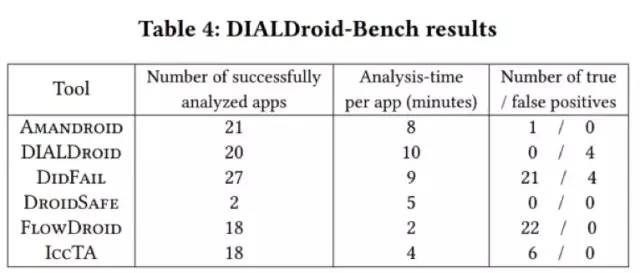 Table 4: DIALDroid-Bench results
Tool Number of successfully analyzed apps Analysis-time per app (minutes) Number of true / false positives
Amandroid 21 8 1 / 0
DIALDroid 20 10 0 / 4
DidFail 27 9 21 / 4
DroidSafe 2 5 0 / 0
FlowDroid 18 2 22 / 0
IccTA 18 4 6 / 0